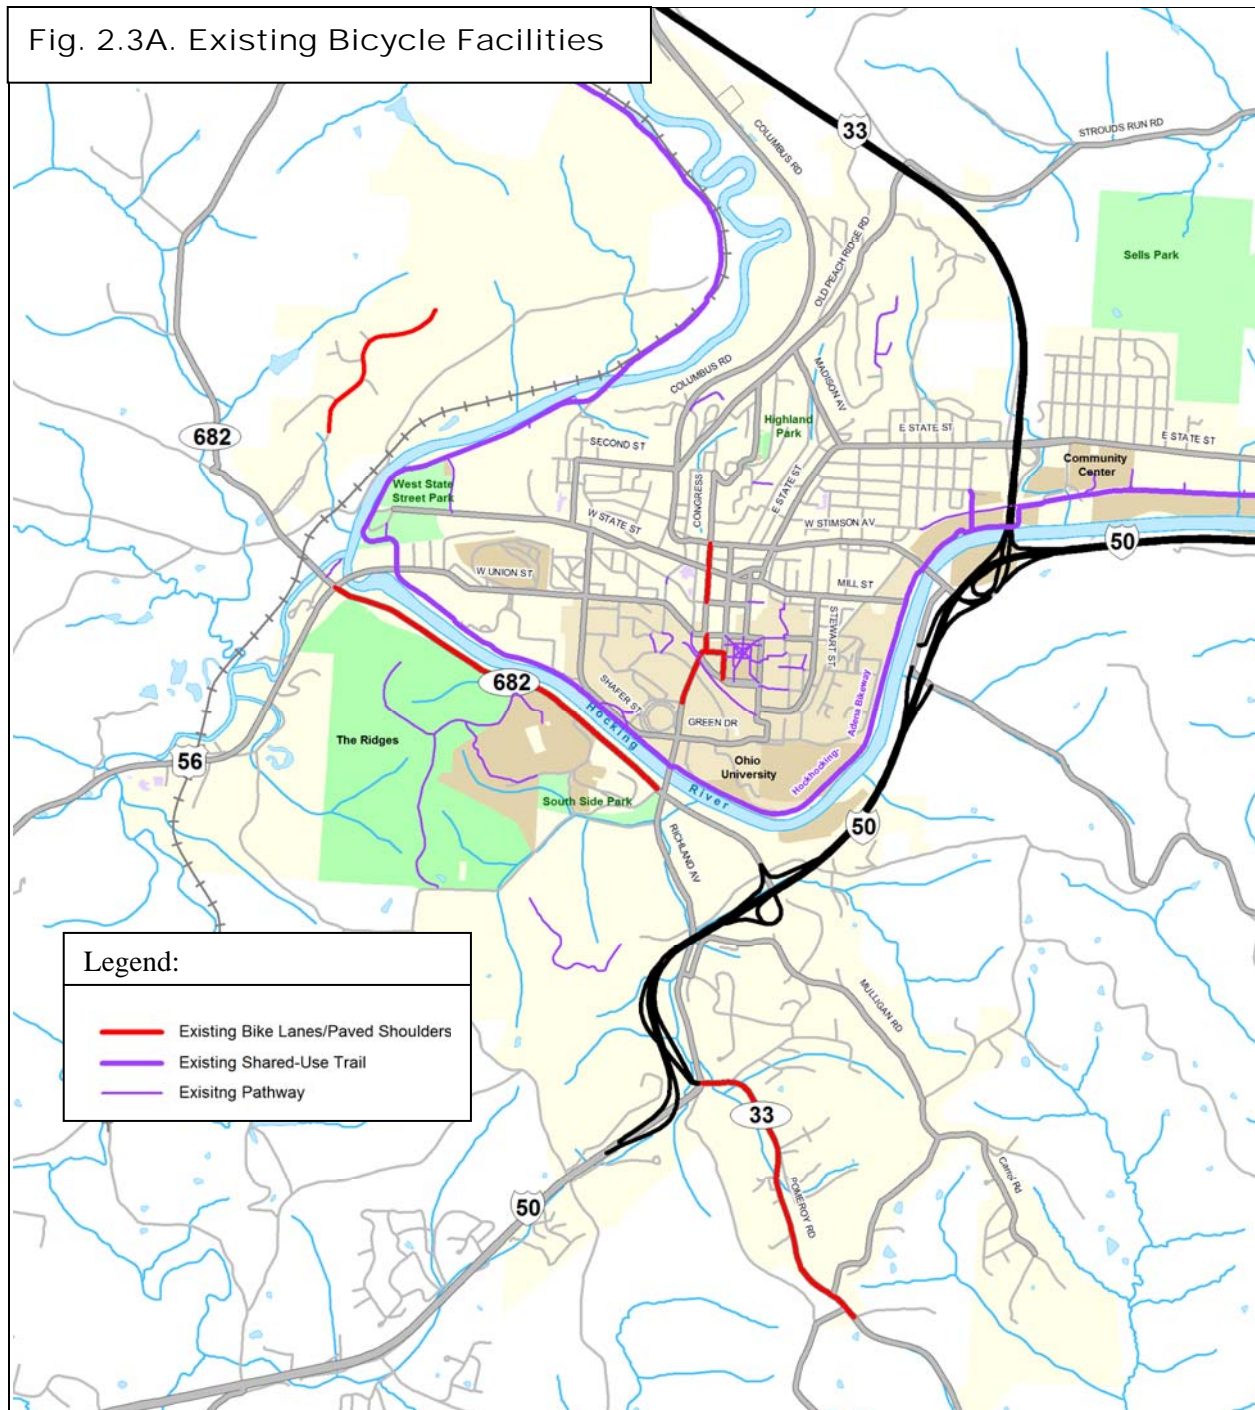 Fig. 2.3A. Existing Bicycle Facilities
33
STROUDS RUN RD
COLUMBUS RD
OLD PEACH RIDGE RD
Sells Park
682
COLUMBUS RD
MADISON AV
Highland
Park
SECOND ST
E STATE ST
E STATE ST
Community
Center
West State
Street Park
CONGRESS
E STATE ST
W STATE ST
W STIMSON AV
50
W UNION ST
MILL ST
STEWART ST
682
SHAFER ST
GREEN DR
Hocking
River
Adena Bikeway
Hockhocking-
The Ridges
56
Ohio
University
South Side Park
50
RICHLAND AV
MULLIGAN RD
Legend:
Existing Bike Lanes/Paved Shoulders
Existing Shared-Use Trail
Exisitng Pathway
33
POMEROY RD
Carrol Rd
50